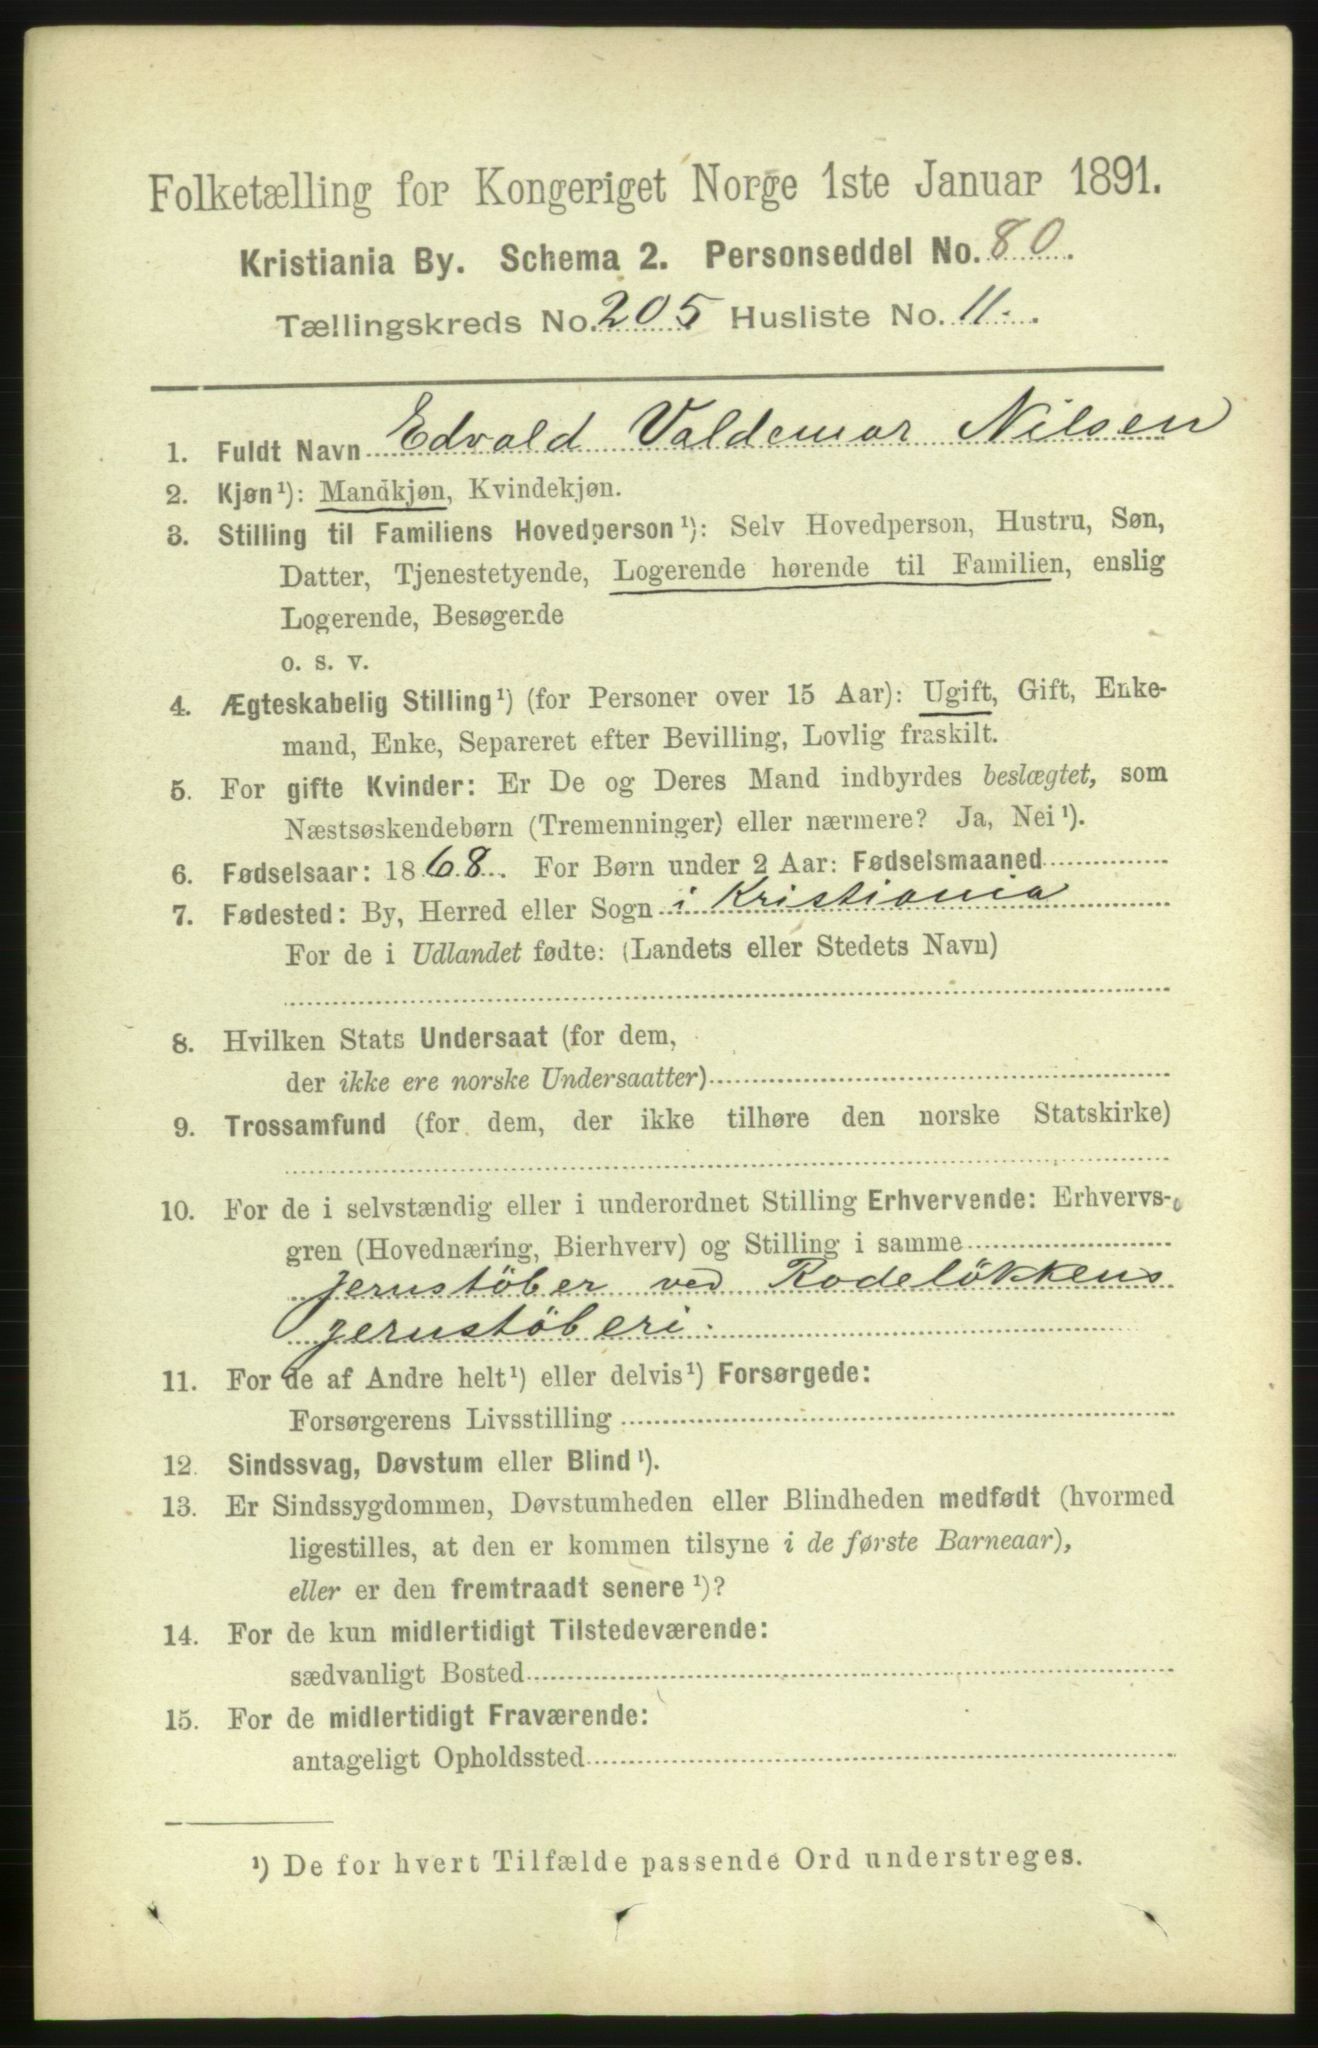 Folketælling for Kongeriget Norge 1ste Januar 1891.
Kristiania By. Schema 2. Personseddel No. 80.
Tællingskreds No. 205 Husliste No. 11.
1. Fuldt Navn Edvald Valdemar Nilsen
2. Kjøn¹): Mandkjøn, Kvindekjøn.
3. Stilling til Familiens Hovedperson¹): Selv Hovedperson, Hustru, Søn,
Datter, Tjenestetyende, Logerende hørende til Familien, enslig
Logerende, Besøgende
o. s. v.
4. Ægteskabelig Stilling¹) (for Personer over 15 Aar): Ugift, Gift, Enke-
mand, Enke, Separeret efter Bevilling, Lovlig fraskilt.
5. For gifte Kvinder: Er De og Deres Mand indbyrdes beslægtet, som
Næstsøskendebørn (Tremenninger) eller nærmere? Ja, Nei¹).
6. Fødselsaar: 1868. For Børn under 2 Aar: Fødselsmaaned
7. Fødested: By, Herred eller Sogn i Kristiania
For de i Udlandet fødte: (Landets eller Stedets Navn)
8. Hvilken Stats Undersaat (for dem,
der ikke ere norske Undersaatter)
9. Trossamfund (for dem, der ikke tilhøre den norske Statskirke)
10. For de i selvstændig eller i underordnet Stilling Erhvervende: Erhvervs-
gren (Hovednæring, Bierhverv) og Stilling i samme
jernstöber ved Rodelökkens
jernstöberi.
11. For de af Andre helt¹) eller delvis¹) Forsørgede:
Forsørgerens Livsstilling
12. Sindssvag, Døvstum eller Blind¹).
13. Er Sindssygdommen, Døvstumheden eller Blindheden medfødt (hvormed
ligestilles, at den er kommen tilsyne i de første Barneaar),
eller er den fremtraadt senere¹)?
14. For de kun midlertidigt Tilstedeværende:
sædvanligt Bosted
15. For de midlertidigt Fraværende:
antageligt Opholdssted
¹) De for hvert Tilfælde passende Ord understreges.